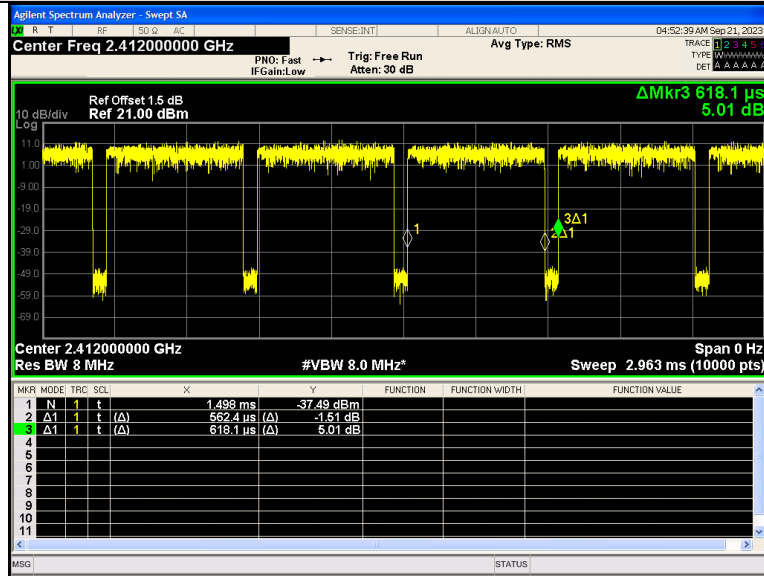 Agilent Spectrum Analyzer - Swept SA
LXI R T RF 50 Ω AC SENSE:INT ALIGN AUTO 04:52:39 AM Sep 21, 2023
Center Freq 2.412000000 GHz
Avg Type: RMS
TRACE 1 2 3 4 5
PNO: Fast
Trig: Free Run
TYPE W
IFGain:Low
Atten: 30 dB
DET A A A A A
ΔMkr3 618.1 µs
5.01 dB
Ref Offset 1.5 dB
10 dB/div Ref 21.00 dBm
Log
11.0
1.00
-9.00
-19.0
-29.0
-39.0
-49.0
-59.0
-69.0
1
2Δ1
3Δ1
Center 2.412000000 GHz Span 0 Hz
Res BW 8 MHz #VBW 8.0 MHz* Sweep 2.963 ms (10000 pts)
MKR MODE TRC SCL X Y FUNCTION FUNCTION WIDTH FUNCTION VALUE
1 N 1 t 1.498 ms -37.49 dBm
2 Δ1 1 t (Δ) 562.4 µs (Δ) -1.51 dB
3 Δ1 1 t (Δ) 618.1 µs (Δ) 5.01 dB
4
5
6
7
8
9
10
11
MSG STATUS